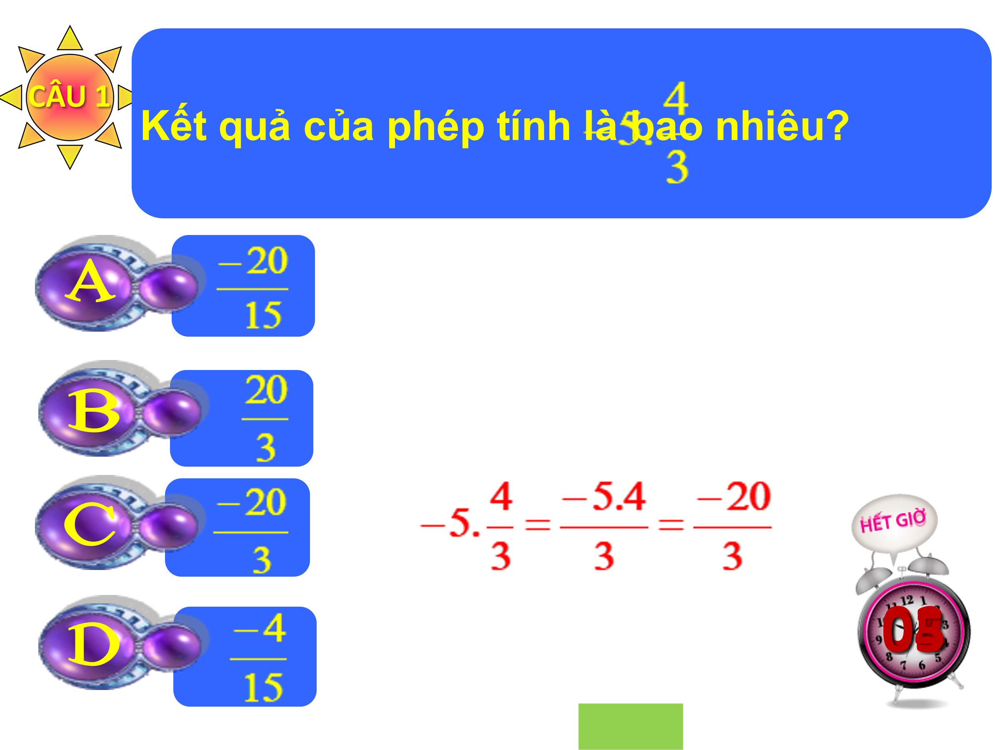 CÂU 1
Kết quả của phép tính là bao nhiêu?
-5. 4/3
A
-20/15
B
20/3
C
-20/3
-5. 4/3 = -5.4/3 = -20/3
D
-4/15
HẾT GIỜ